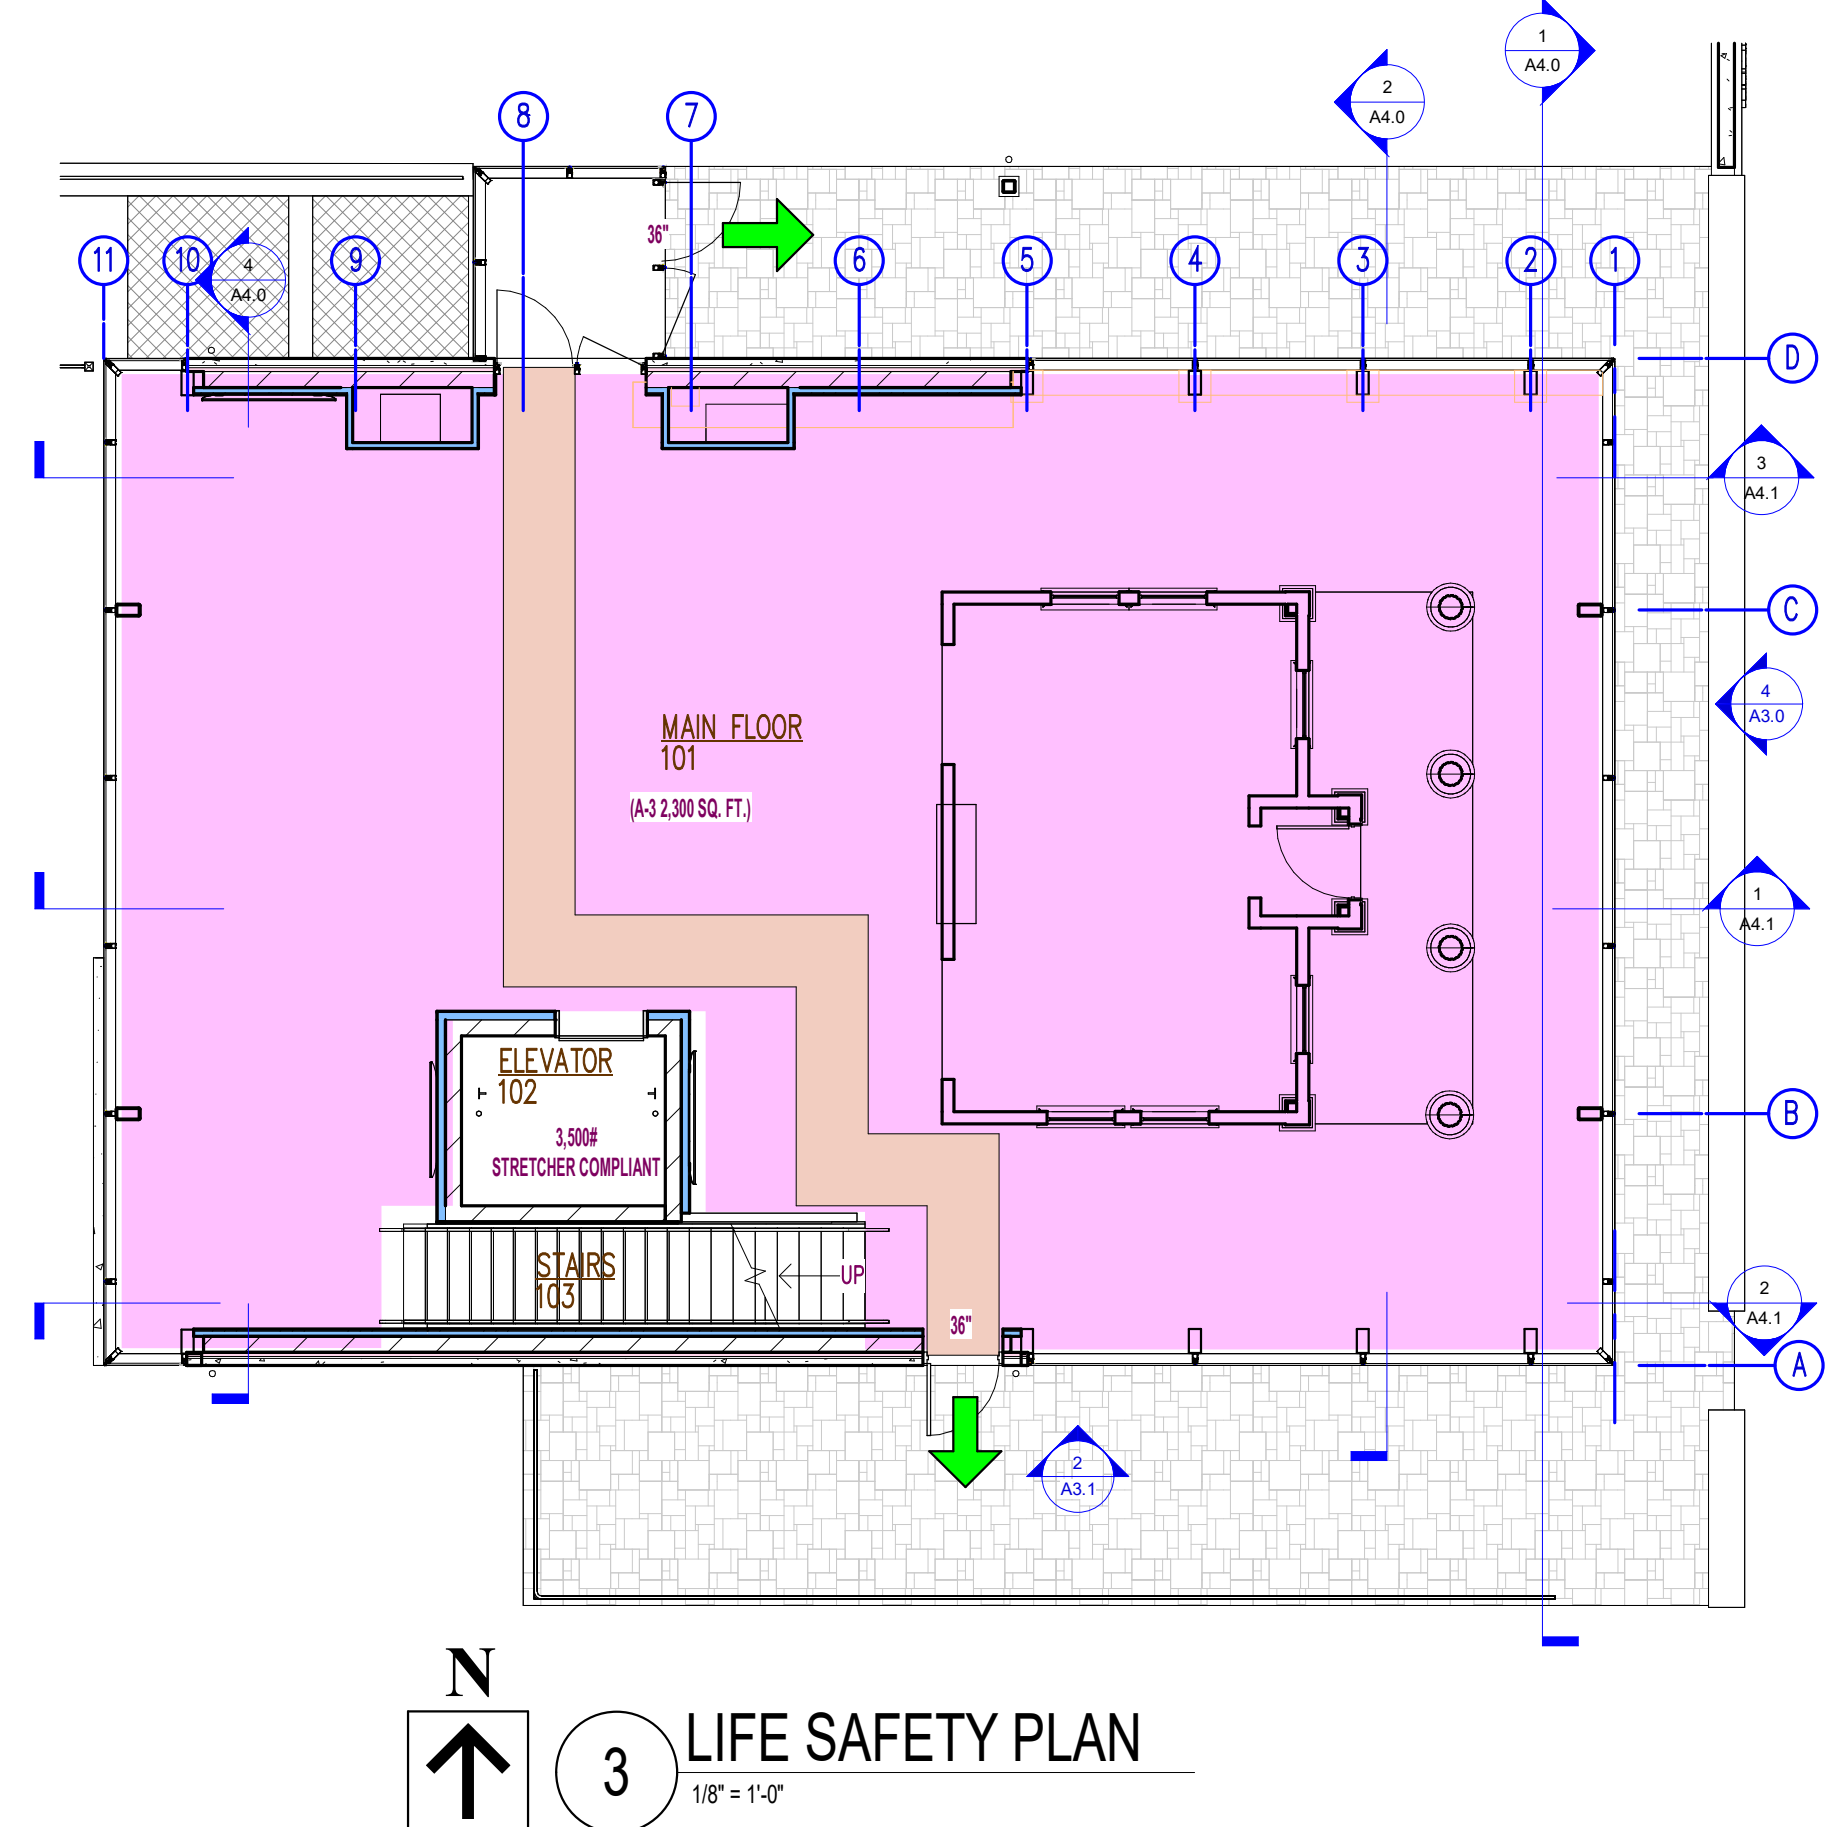 1
A4.0
2
A4.0
8
7
36"
11
10
4
A4.0
9
6
5
4
3
2
1
D
3
A4.1
C
4
A3.0
MAIN FLOOR
101
(A-3 2,300 SQ. FT.)
1
A4.1
ELEVATOR
102
3,500#
STRETCHER COMPLIANT
B
STAIRS
103
UP
36"
2
A4.1
A
2
A3.1
N
3
LIFE SAFETY PLAN
1/8" = 1'-0"